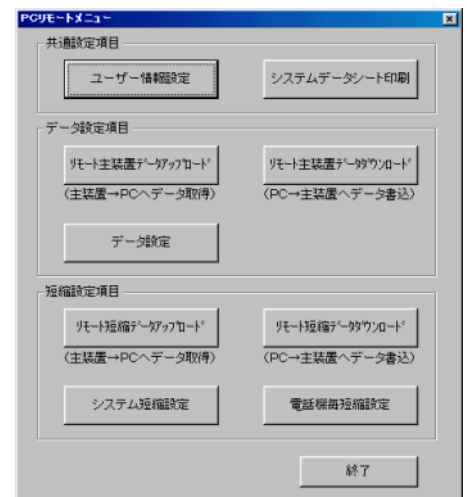 PCﾘﾓｰﾄﾒﾆｭｰ
共通設定項目
ユーザー情報設定
システムデータシート印刷
データ設定項目
ﾘﾓｰﾄ主装置ﾃﾞｰﾀｱｯﾌﾟﾛｰﾄﾞ
ﾘﾓｰﾄ主装置ﾃﾞｰﾀﾀﾞｳﾝﾛｰﾄﾞ
(主装置→PCへデータ取得)
(PC→主装置へデータ書込)
データ設定
短縮設定項目
ﾘﾓｰﾄ短縮ﾃﾞｰﾀｱｯﾌﾟﾛｰﾄﾞ
ﾘﾓｰﾄ短縮ﾃﾞｰﾀﾀﾞｳﾝﾛｰﾄﾞ
(主装置→PCへデータ取得)
(PC→主装置へデータ書込)
システム短縮設定
電話機毎短縮設定
終了